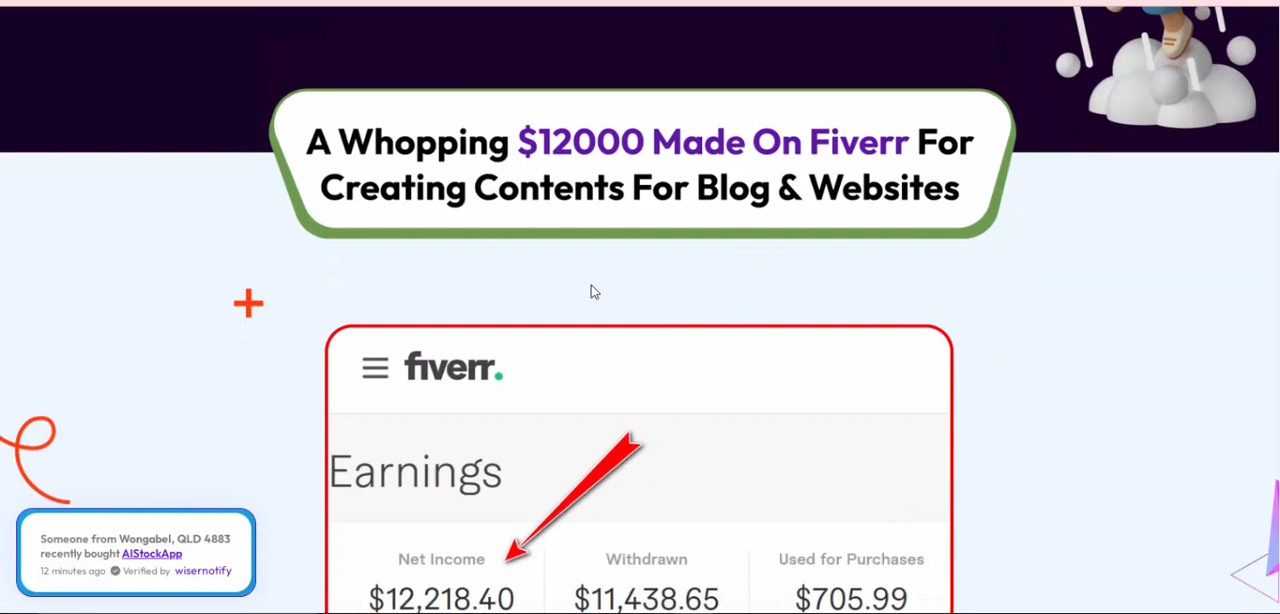 A Whopping $12000 Made On Fiverr For
Creating Contents For Blog & Websites
fiverr.
Earnings
Net Income Withdrawn Used for Purchases
$12,218.40 $11,438.65 $705.99
Someone from Wongabel, QLD 4883
recently bought AIStockApp
12 minutes ago Verified by wisernotify